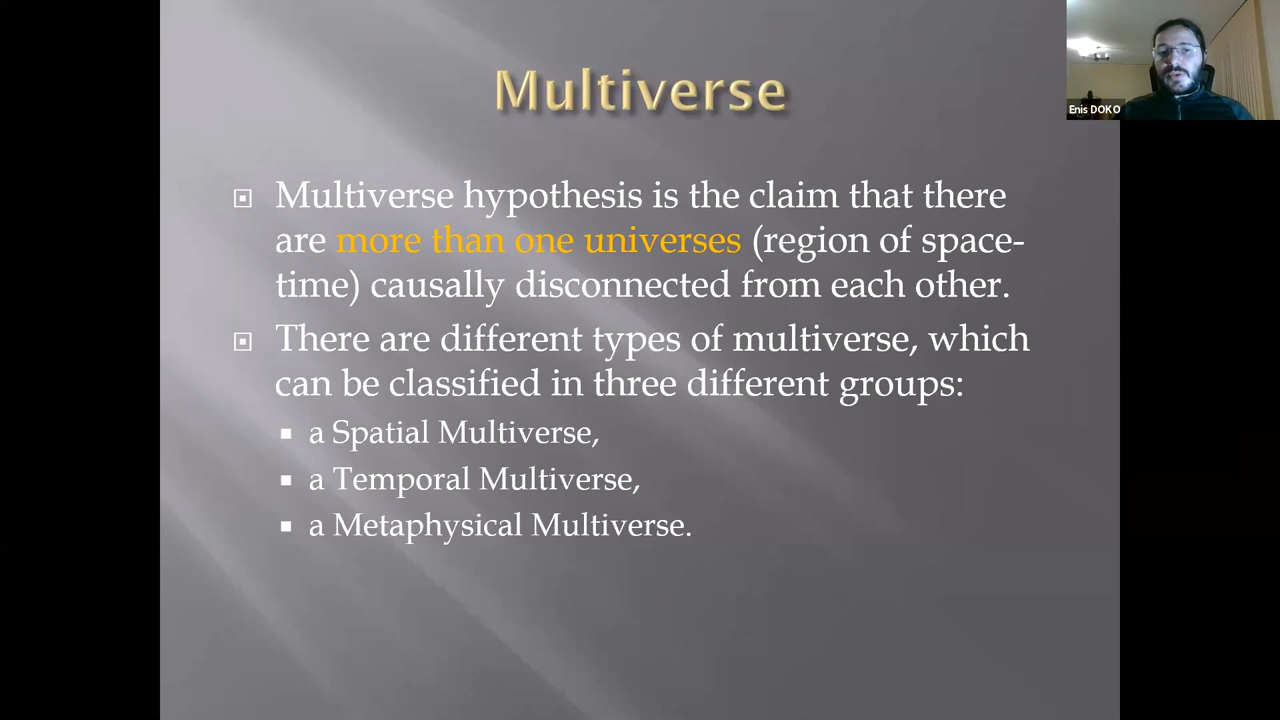 Multiverse
Enis DOKO
Multiverse hypothesis is the claim that there
are more than one universes (region of space-
time) causally disconnected from each other.
There are different types of multiverse, which
can be classified in three different groups:
a Spatial Multiverse,
a Temporal Multiverse,
a Metaphysical Multiverse.